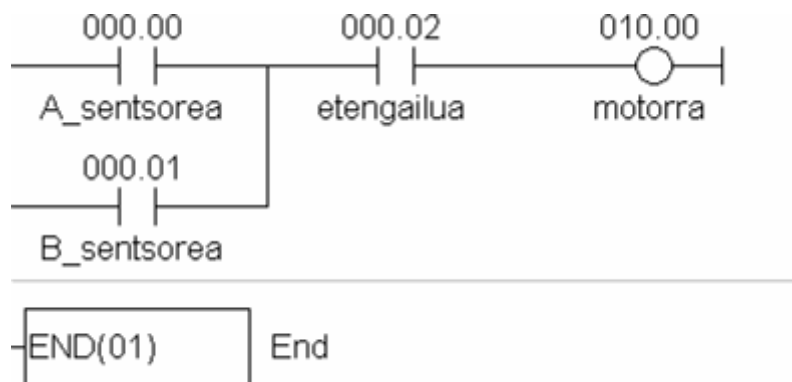 000.00 000.02 010.00
A_sentsorea etengailua motorra
000.01
B_sentsorea
END(01) End